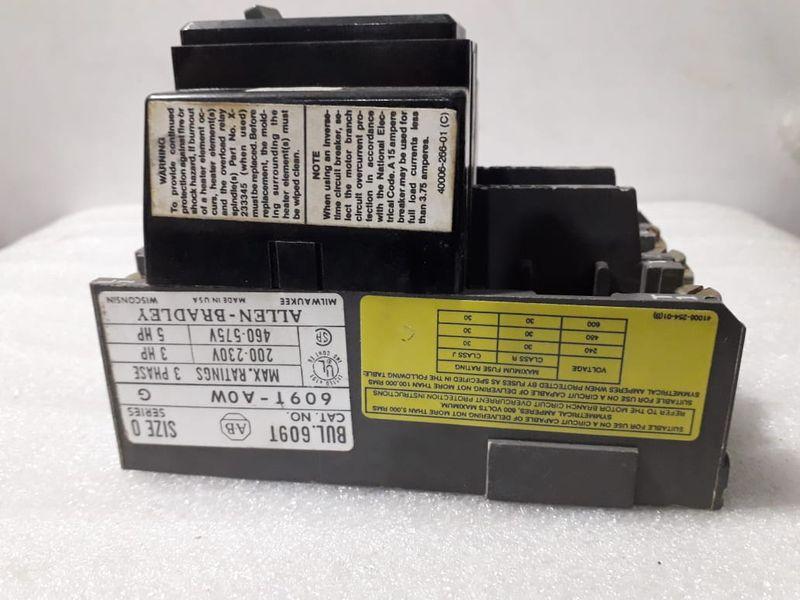 WARNING
To provide continued
protection against fire or
shock hazard, if burnout
of a heater element oc-
curs, heater element(s)
and the overload relay
spindle(s) Part No. X-
233345 (when used)
must be replaced. Before
replacement, the mold-
ing surrounding the
heater element(s) must
be wiped clean.
NOTE
When using an inverse-
time circuit breaker, se-
lect the motor branch
circuit overcurrent pro-
tection in accordance
with the National Elec-
trical Code. A 15 ampere
breaker may be used for
full load currents less
than 3.75 amperes.
40006-266-01 (C)
BUL. 609T
AB
SIZE 0
CAT. NO.
SERIES
609T-AOW
G
MAX. RATINGS 3 PHASE
200-230V 3 HP
460-575V 5 HP
UL
LISTED
SA
ALLEN-BRADLEY
MILWAUKEE MADE IN USA WISCONSIN
SUITABLE FOR USE ON A CIRCUIT CAPABLE OF DELIVERING NOT MORE THAN 5,000 RMS
SYMMETRICAL AMPERES, 600 VOLTS MAXIMUM.
REFER TO THE MOTOR BRANCH CIRCUIT OVERCURRENT PROTECTION INSTRUCTIONS.
SUITABLE FOR USE ON A CIRCUIT CAPABLE OF DELIVERING NOT MORE THAN 100,000 RMS
SYMMETRICAL AMPERES WHEN PROTECTED BY FUSES AS SPECIFIED IN THE FOLLOWING TABLE:
VOLTAGE
MAXIMUM FUSE RATING
CLASS R CLASS J
240 30 30
480 30 30
600 30 30
41006-254-01(B)